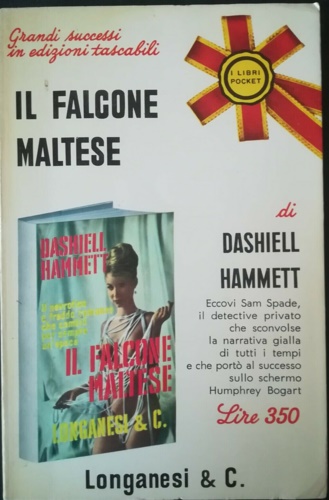 Grandi successi
in edizioni tascabili
I LIBRI
POCKET
IL FALCONE
MALTESE
di
DASHIELL
HAMMETT
Eccovi Sam Spade,
il detective privato
che sconvolse
la narrativa gialla
di tutti i tempi
e che portò al successo
sullo schermo
Humphrey Bogart
Lire 350
DASHIELL
HAMMETT
IL FALCONE
MALTESE
LONGANESI & C.
Longanesi & C.